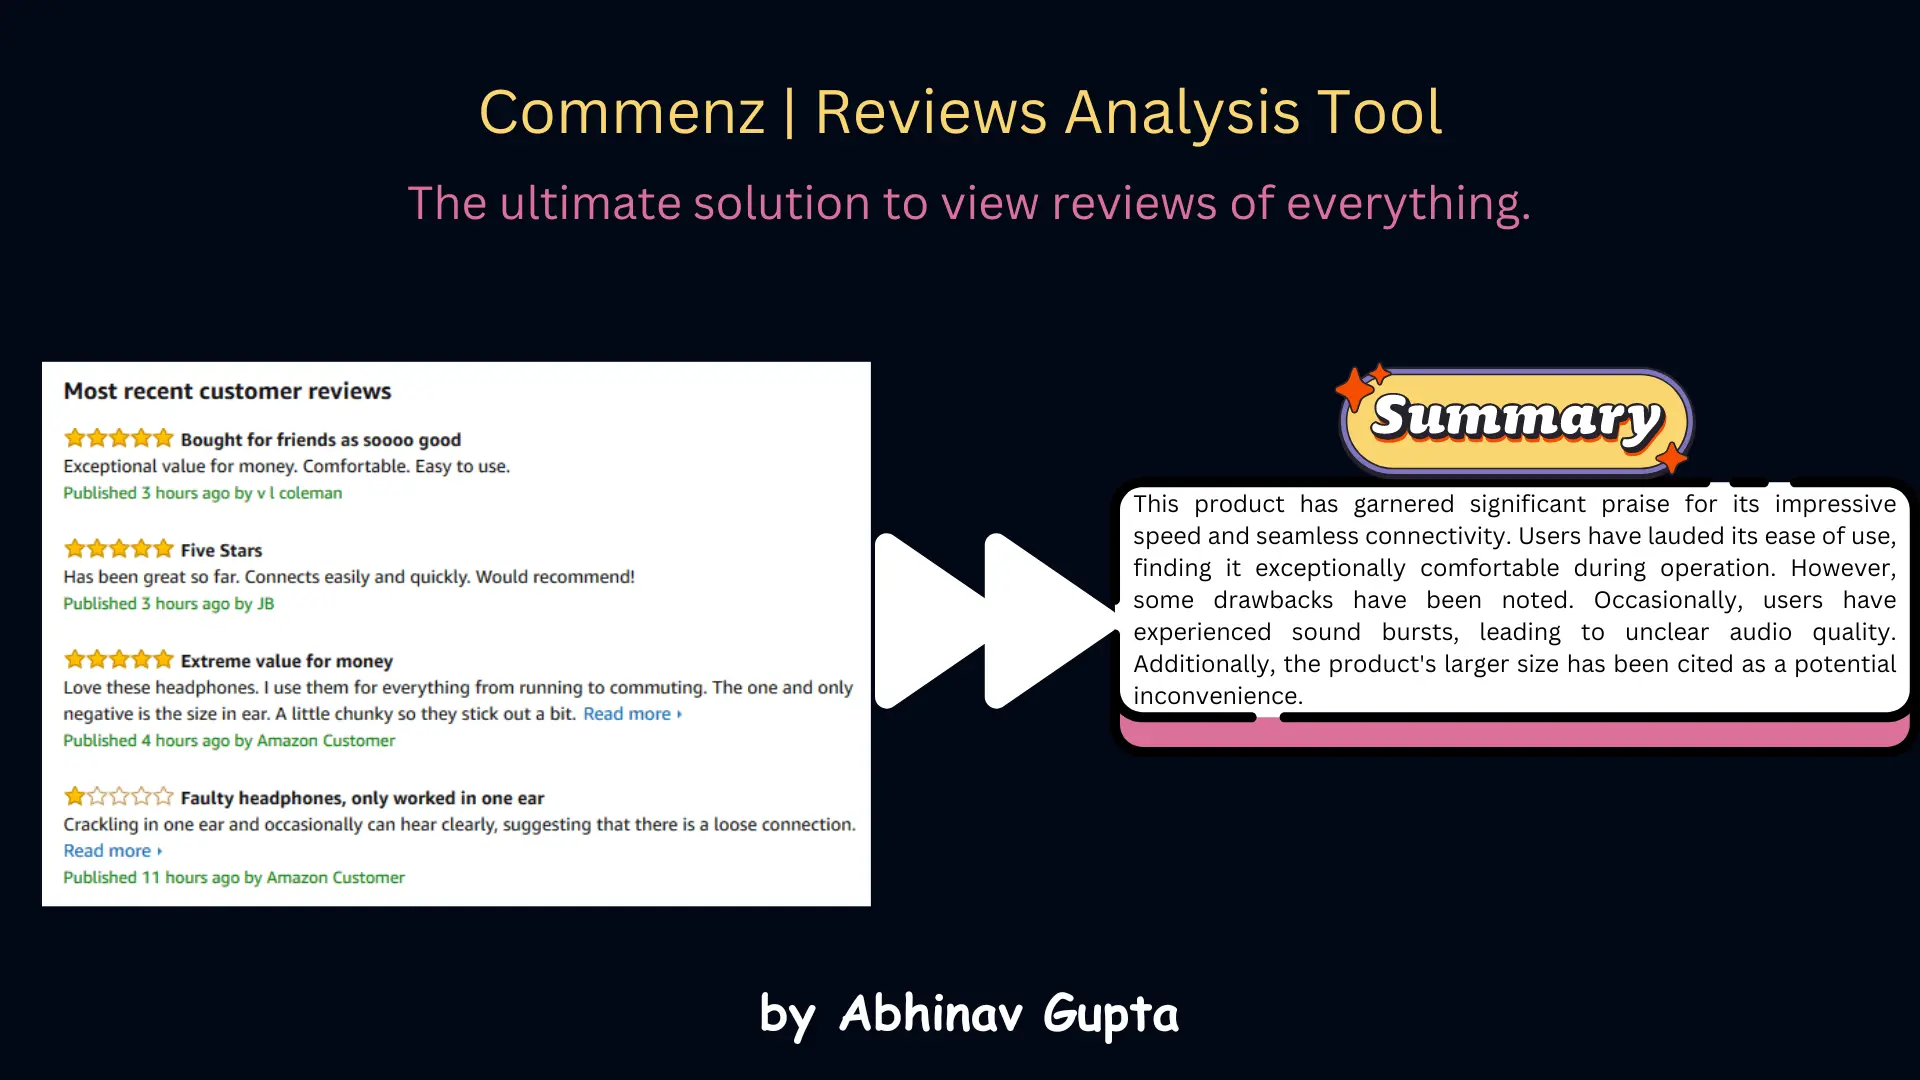 Commenz | Reviews Analysis Tool
The ultimate solution to view reviews of everything.
Most recent customer reviews
Bought for friends as soooo good
Exceptional value for money. Comfortable. Easy to use.
Published 3 hours ago by v l coleman
Five Stars
Has been great so far. Connects easily and quickly. Would recommend!
Published 3 hours ago by JB
Extreme value for money
Love these headphones. I use them for everything from running to commuting. The one and only
negative is the size in ear. A little chunky so they stick out a bit. Read more
Published 4 hours ago by Amazon Customer
Faulty headphones, only worked in one ear
Crackling in one ear and occasionally can hear clearly, suggesting that there is a loose connection.
Read more
Published 11 hours ago by Amazon Customer
Summary
This product has garnered significant praise for its impressive
speed and seamless connectivity. Users have lauded its ease of use,
finding it exceptionally comfortable during operation. However,
some drawbacks have been noted. Occasionally, users have
experienced sound bursts, leading to unclear audio quality.
Additionally, the product's larger size has been cited as a potential
inconvenience.
by Abhinav Gupta